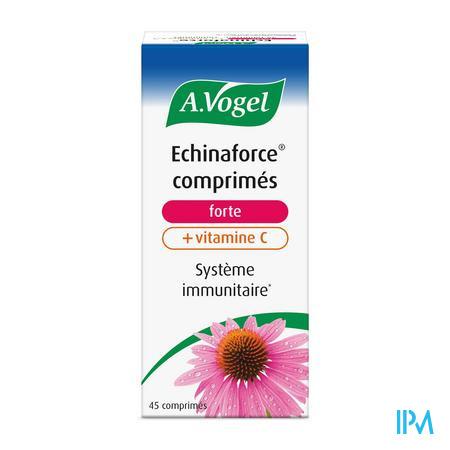 A.Vogel
Echinaforce®
comprimés
forte
+ vitamine C
Système
immunitaire*
45 comprimés
IPM